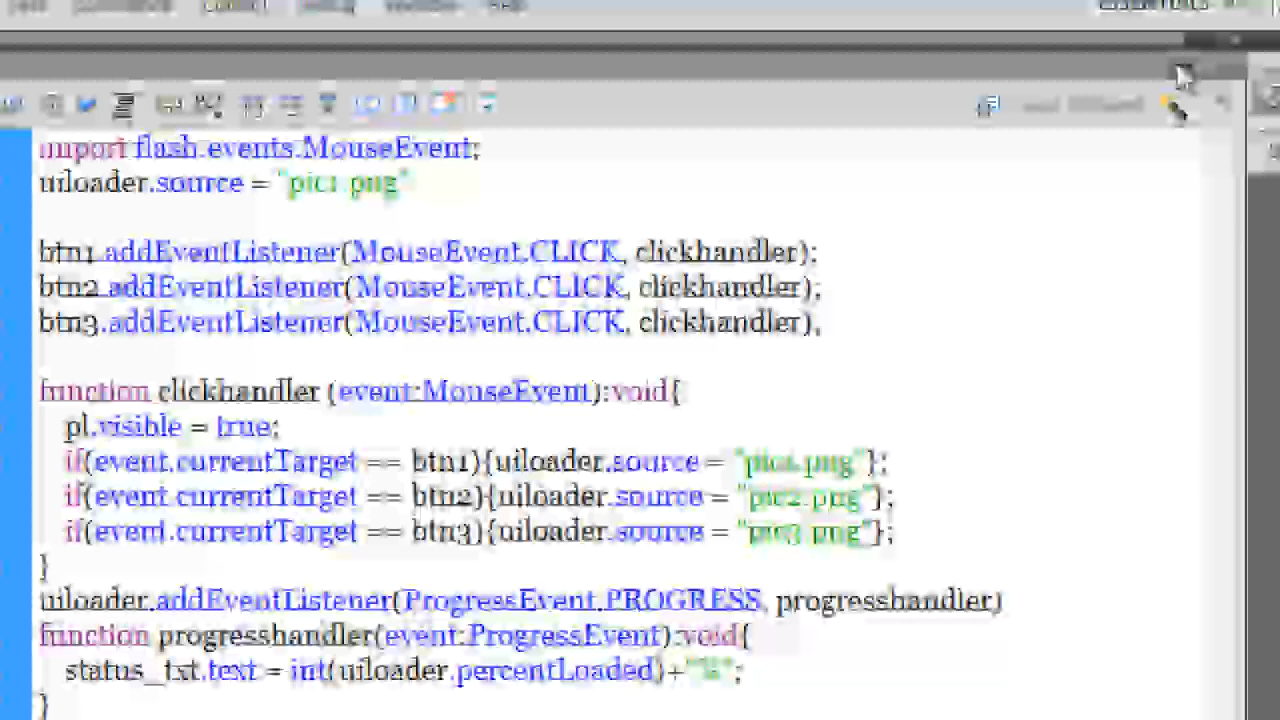 import flash.events.MouseEvent;
uiloader.source = "pic1.png"
btn1.addEventListener(MouseEvent.CLICK, clickhandler);
btn2.addEventListener(MouseEvent.CLICK, clickhandler);
btn3.addEventListener(MouseEvent.CLICK, clickhandler);
function clickhandler (event:MouseEvent):void{
pl.visible = true;
if(event.currentTarget == btn1){uiloader.source = "pic1.png"};
if(event.currentTarget == btn2){uiloader.source = "pic2.png"};
if(event.currentTarget == btn3){uiloader.source = "pic3.png"};
}
uiloader.addEventListener(ProgressEvent.PROGRESS, progresshandler)
function progresshandler(event:ProgressEvent):void{
status_txt.text = int(uiloader.percentLoaded)+"%";
}